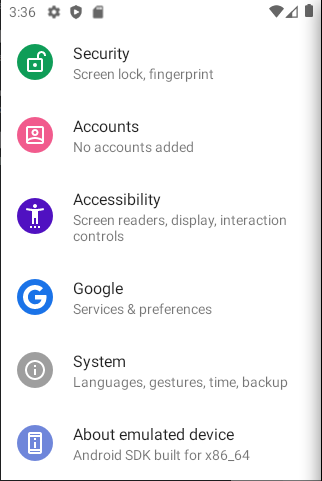 3:36
Security
Screen lock, fingerprint
Accounts
No accounts added
Accessibility
Screen readers, display, interaction
controls
Google
Services & preferences
System
Languages, gestures, time, backup
About emulated device
Android SDK built for x86_64